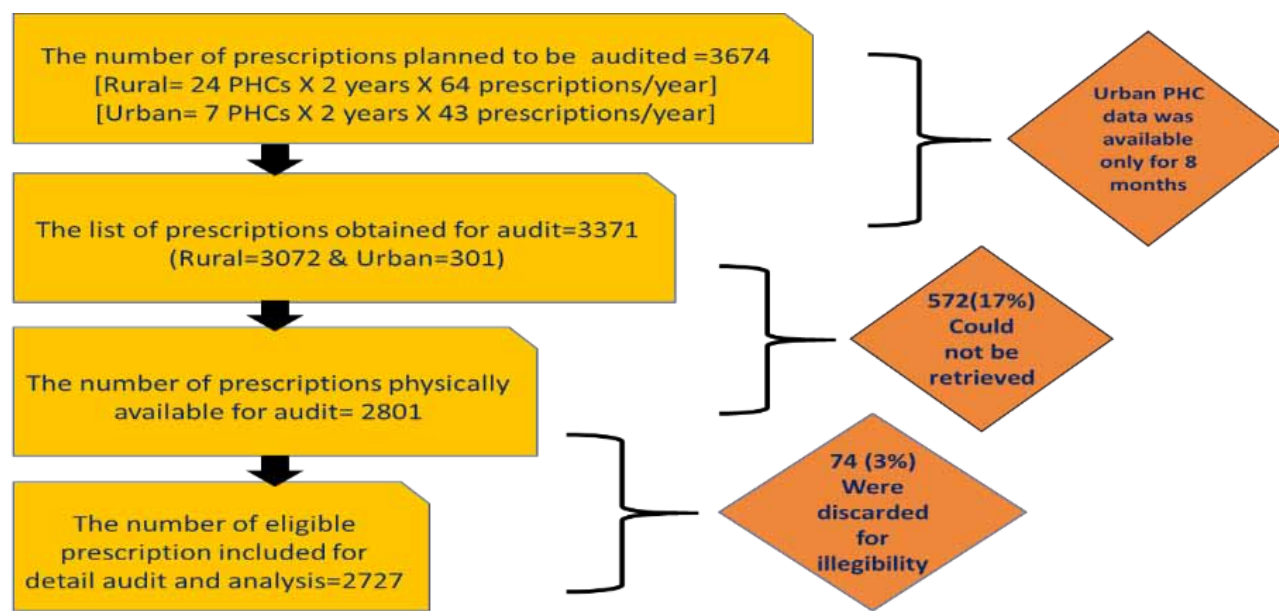 The number of prescriptions planned to be audited =3674
[Rural= 24 PHCs X 2 years X 64 prescriptions/year]
[Urban= 7 PHCs X 2 years X 43 prescriptions/year]
Urban PHC
data was
available
only for 8
months
The list of prescriptions obtained for audit=3371
(Rural=3072 & Urban=301)
572(17%)
Could
not be
retrieved
The number of prescriptions physically
available for audit= 2801
74 (3%)
Were
discarded
for
illegibility
The number of eligible
prescription included for
detail audit and analysis=2727